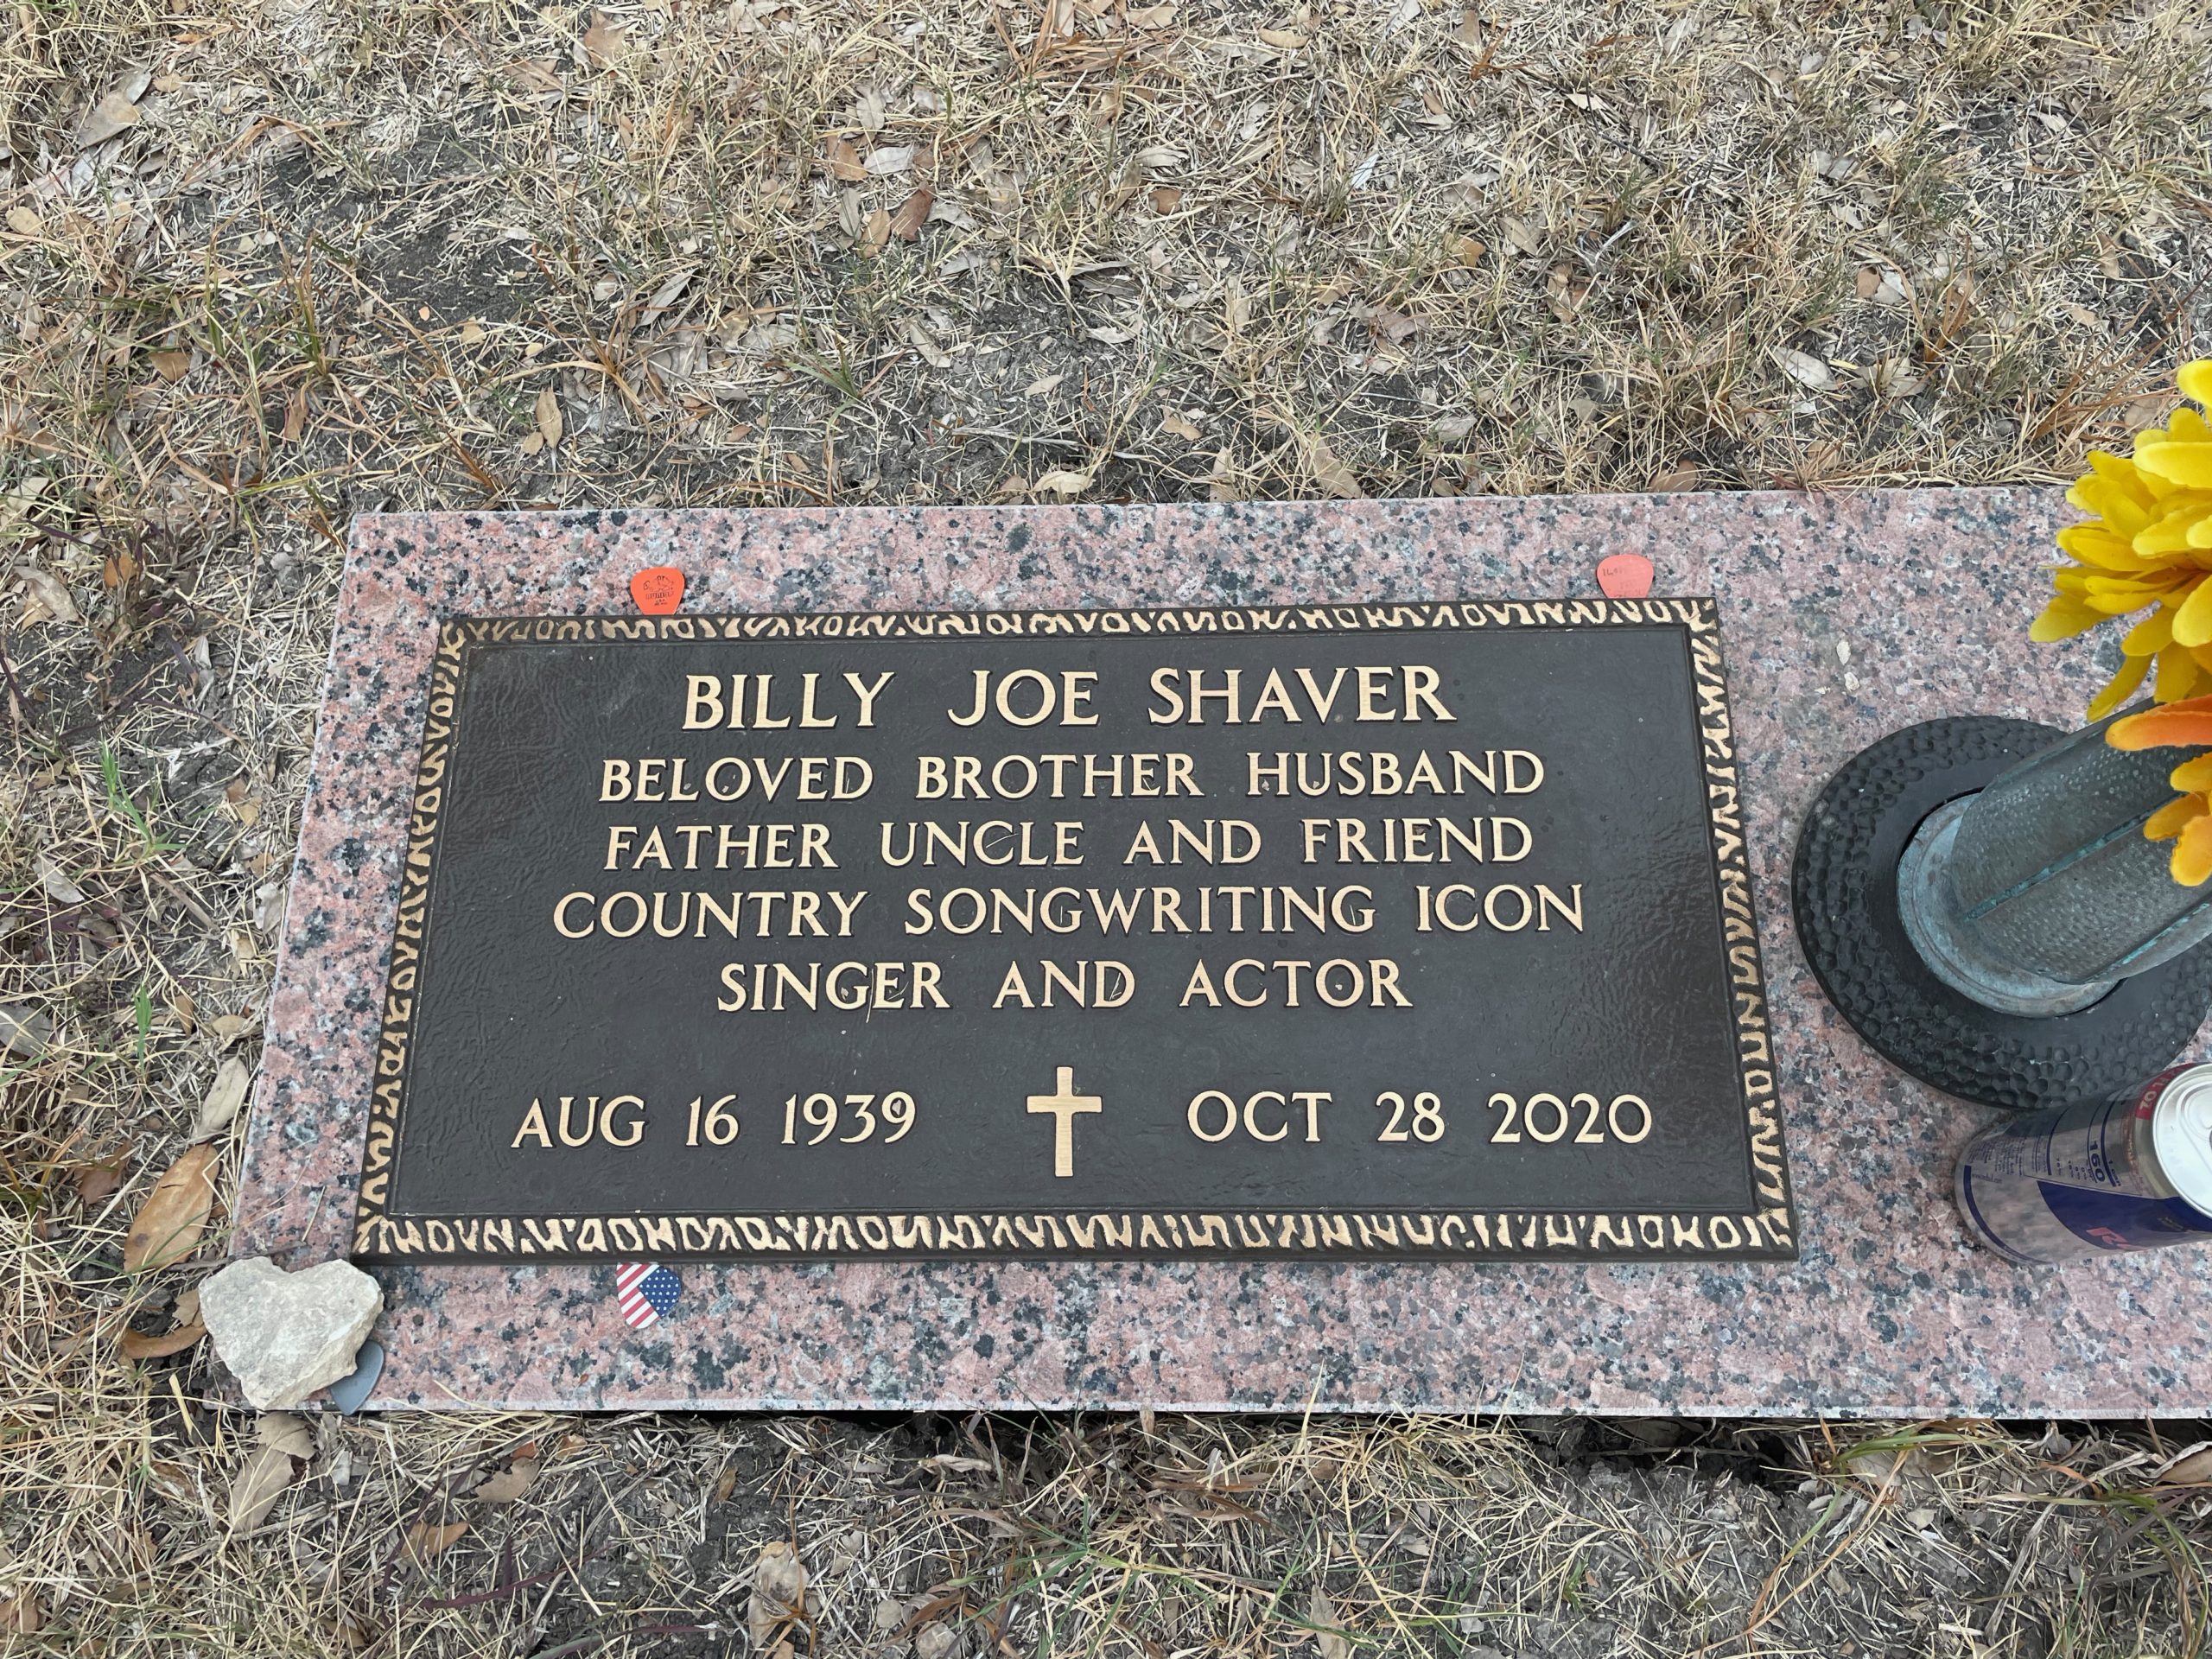 BILLY JOE SHAVER
BELOVED BROTHER HUSBAND
FATHER UNCLE AND FRIEND
COUNTRY SONGWRITING ICON
SINGER AND ACTOR
AUG 16 1939 OCT 28 2020
160